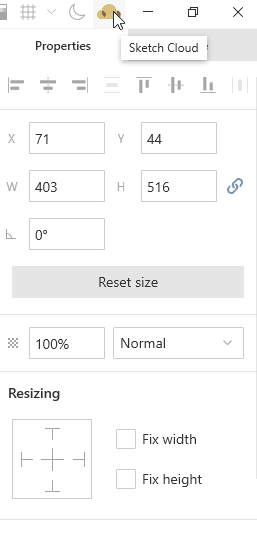 Properties
Sketch Cloud
X 71 Y 44
W 403 H 516
0°
Reset size
100% Normal
Resizing
Fix width
Fix height